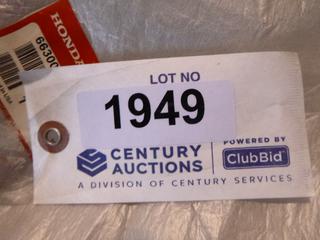 HONDA
LOT NO
1949
CENTURY
AUCTIONS
POWERED BY
ClubBid
A DIVISION OF CENTURY SERVICES